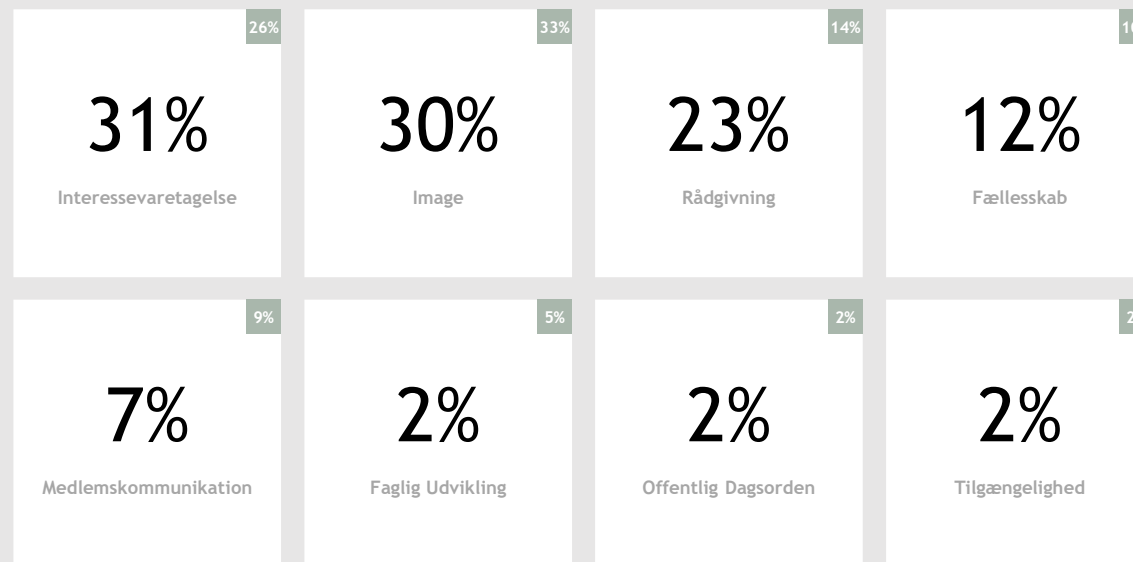 26% 33% 14%
31% 30% 23% 12%
Interessevaretagelse Image Rådgivning Fællesskab
9% 5% 2%
7% 2% 2% 2%
Medlemskommunikation Faglig Udvikling Offentlig Dagsorden Tilgængelighed